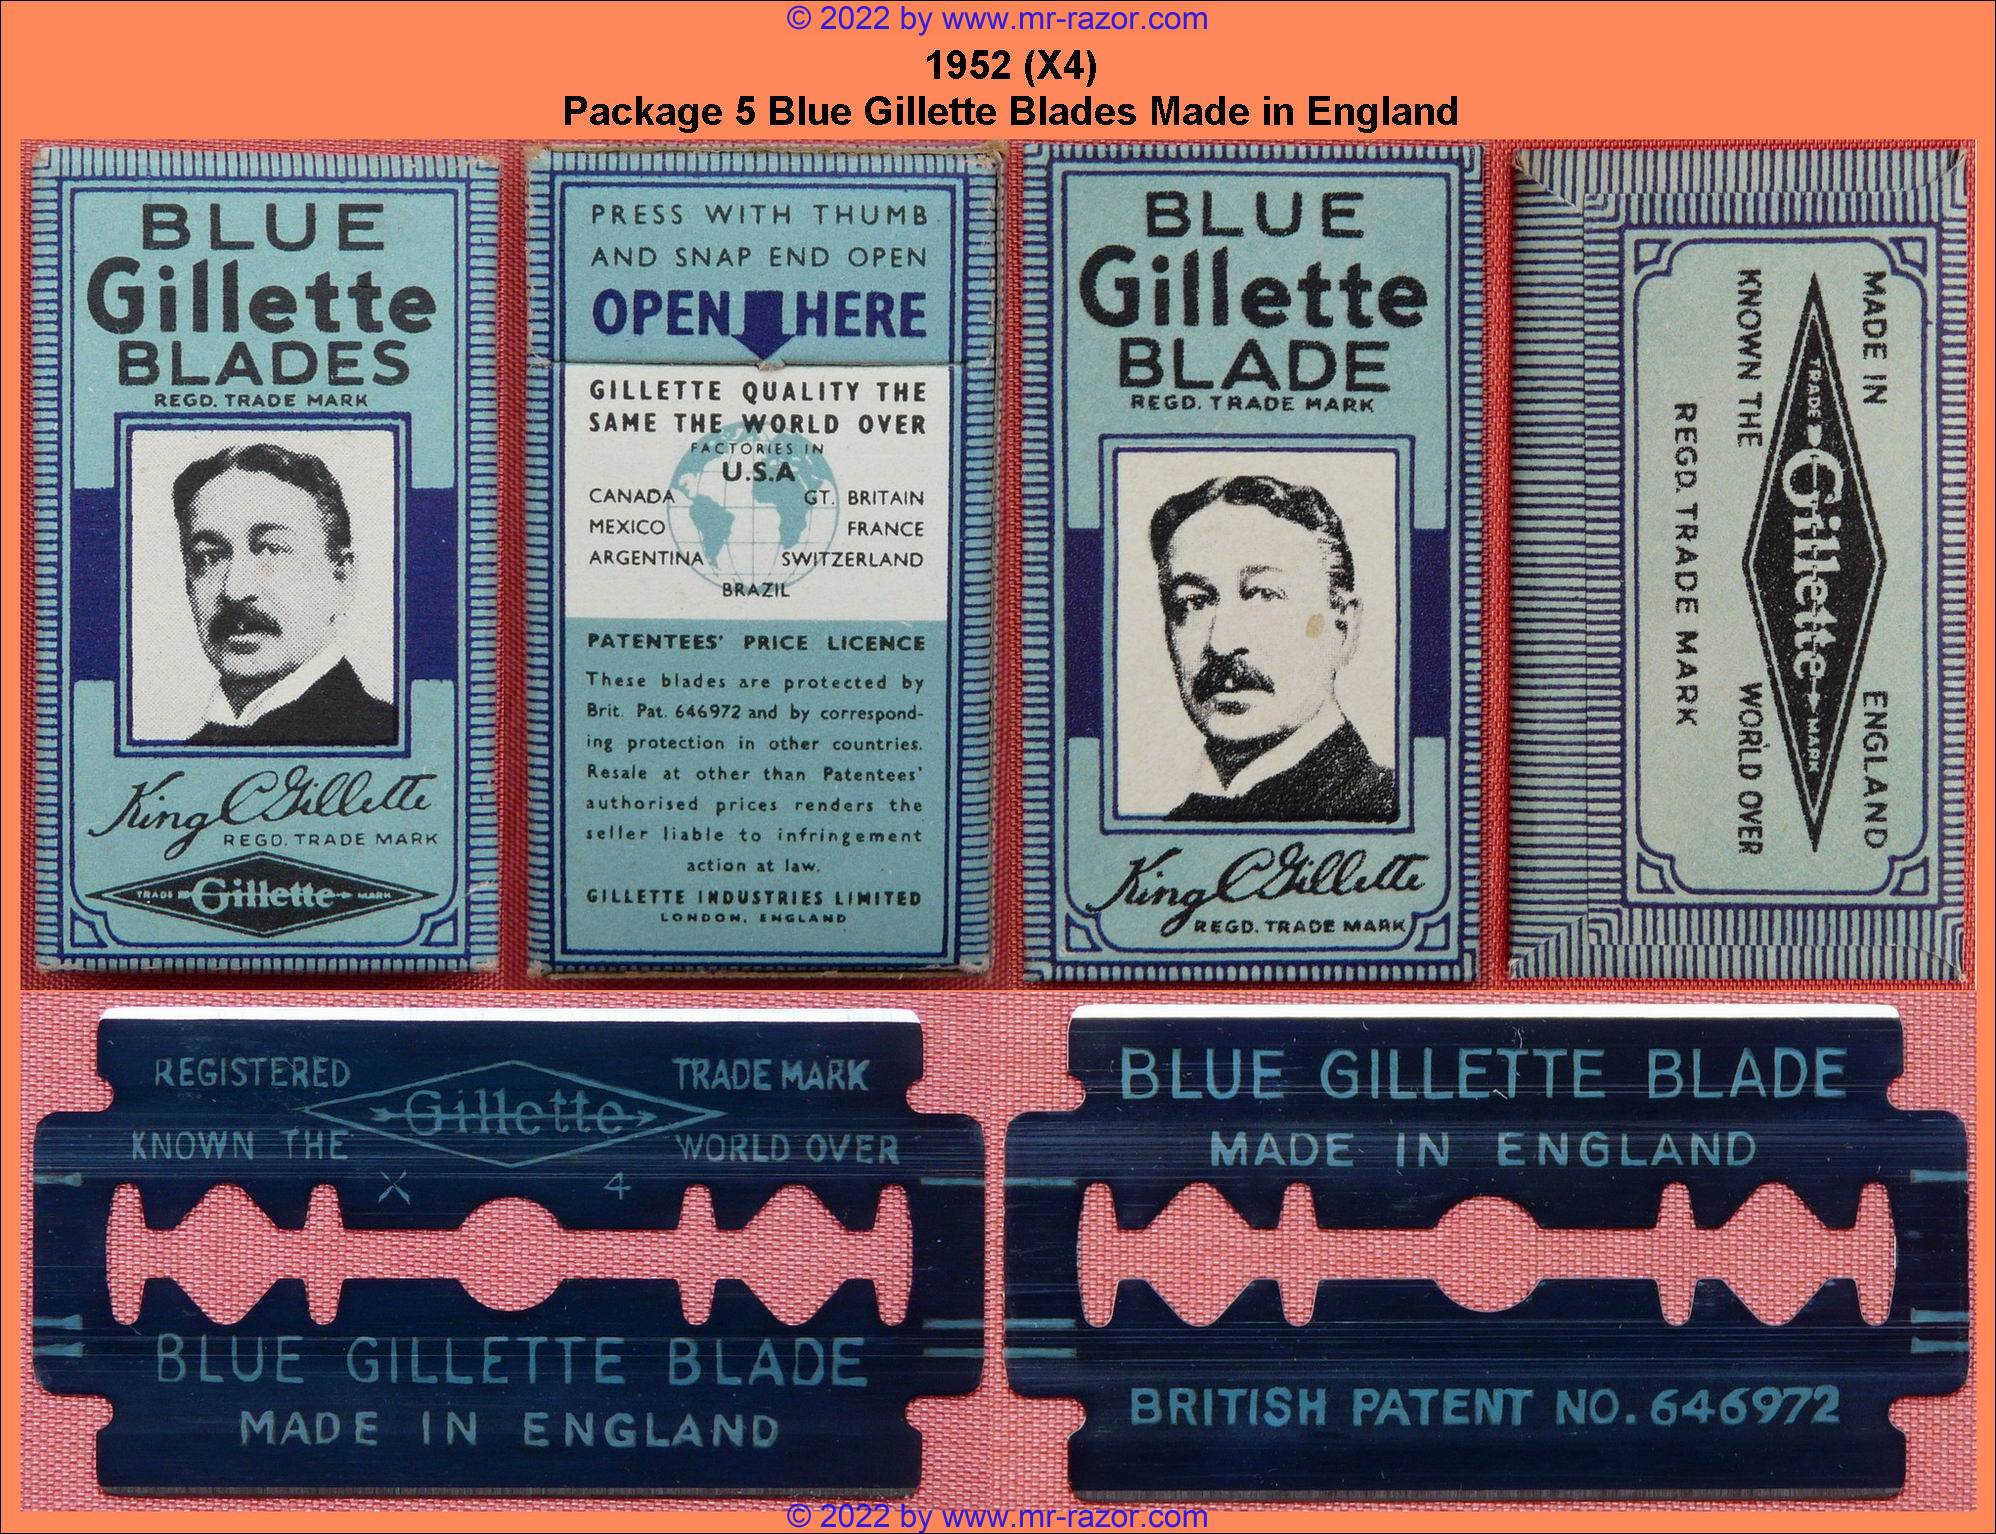 © 2022 by www.mr-razor.com
1952 (X4)
Package 5 Blue Gillette Blades Made in England
BLUE
Gillette
BLADES
REGD. TRADE MARK
King C Gillette
REGD. TRADE MARK
TRADE Gillette MARK
PRESS WITH THUMB
AND SNAP END OPEN
OPEN HERE
GILLETTE QUALITY THE
SAME THE WORLD OVER
FACTORIES IN
U.S.A
CANADA GT. BRITAIN
MEXICO FRANCE
ARGENTINA SWITZERLAND
BRAZIL
PATENTEES' PRICE LICENCE
These blades are protected by
Brit. Pat. 646972 and by correspond-
ing protection in other countries.
Resale at other than Patentees'
authorised prices renders the
seller liable to infringement
action at law.
GILLETTE INDUSTRIES LIMITED
LONDON, ENGLAND
BLUE
Gillette
BLADE
REGD. TRADE MARK
King C Gillette
REGD. TRADE MARK
MADE IN ENGLAND
TRADE Gillette MARK
KNOWN THE WORLD OVER
REGD. TRADE MARK
REGISTERED TRADE MARK
Gillette
KNOWN THE WORLD OVER
X 4
BLUE GILLETTE BLADE
MADE IN ENGLAND
BLUE GILLETTE BLADE
MADE IN ENGLAND
BRITISH PATENT NO. 646972
© 2022 by www.mr-razor.com